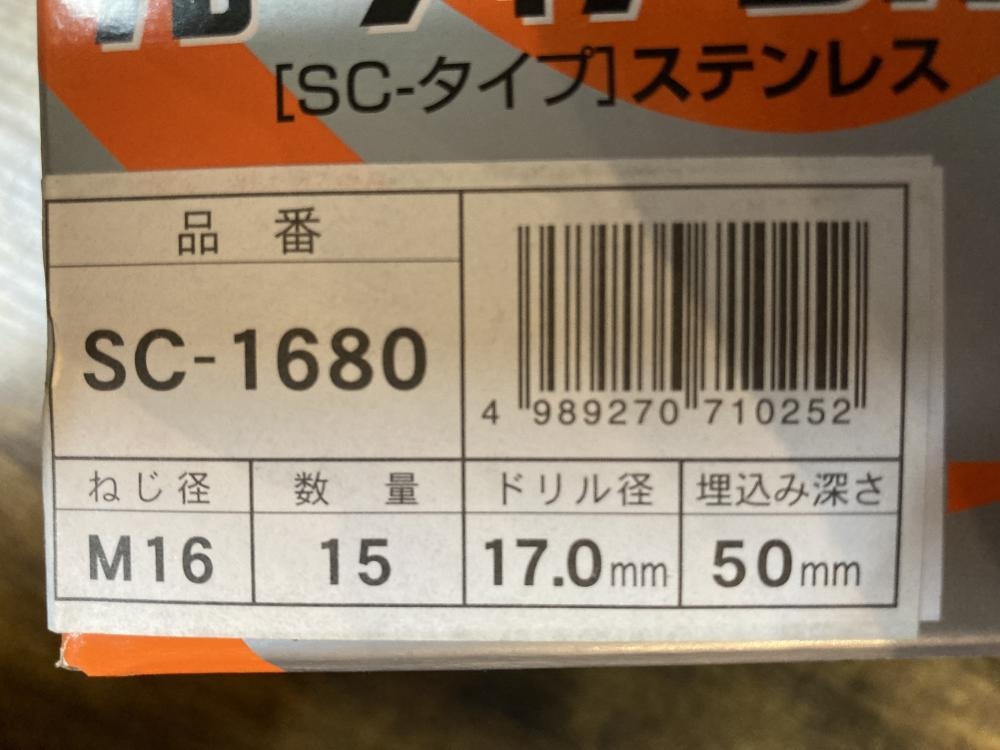 [SC-タイプ]ステンレス
品番
SC-1680
4 989270 710252
ねじ径 数量 ドリル径 埋込み深さ
M16 15 17.0mm 50mm